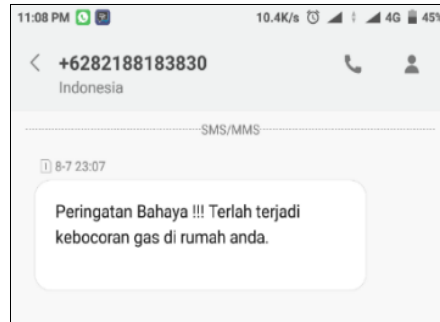 11:08 PM 10.4K/s 4G 45%
+6282188183830
Indonesia
SMS/MMS
1 8-7 23:07
Peringatan Bahaya !!! Terlah terjadi
kebocoran gas di rumah anda.